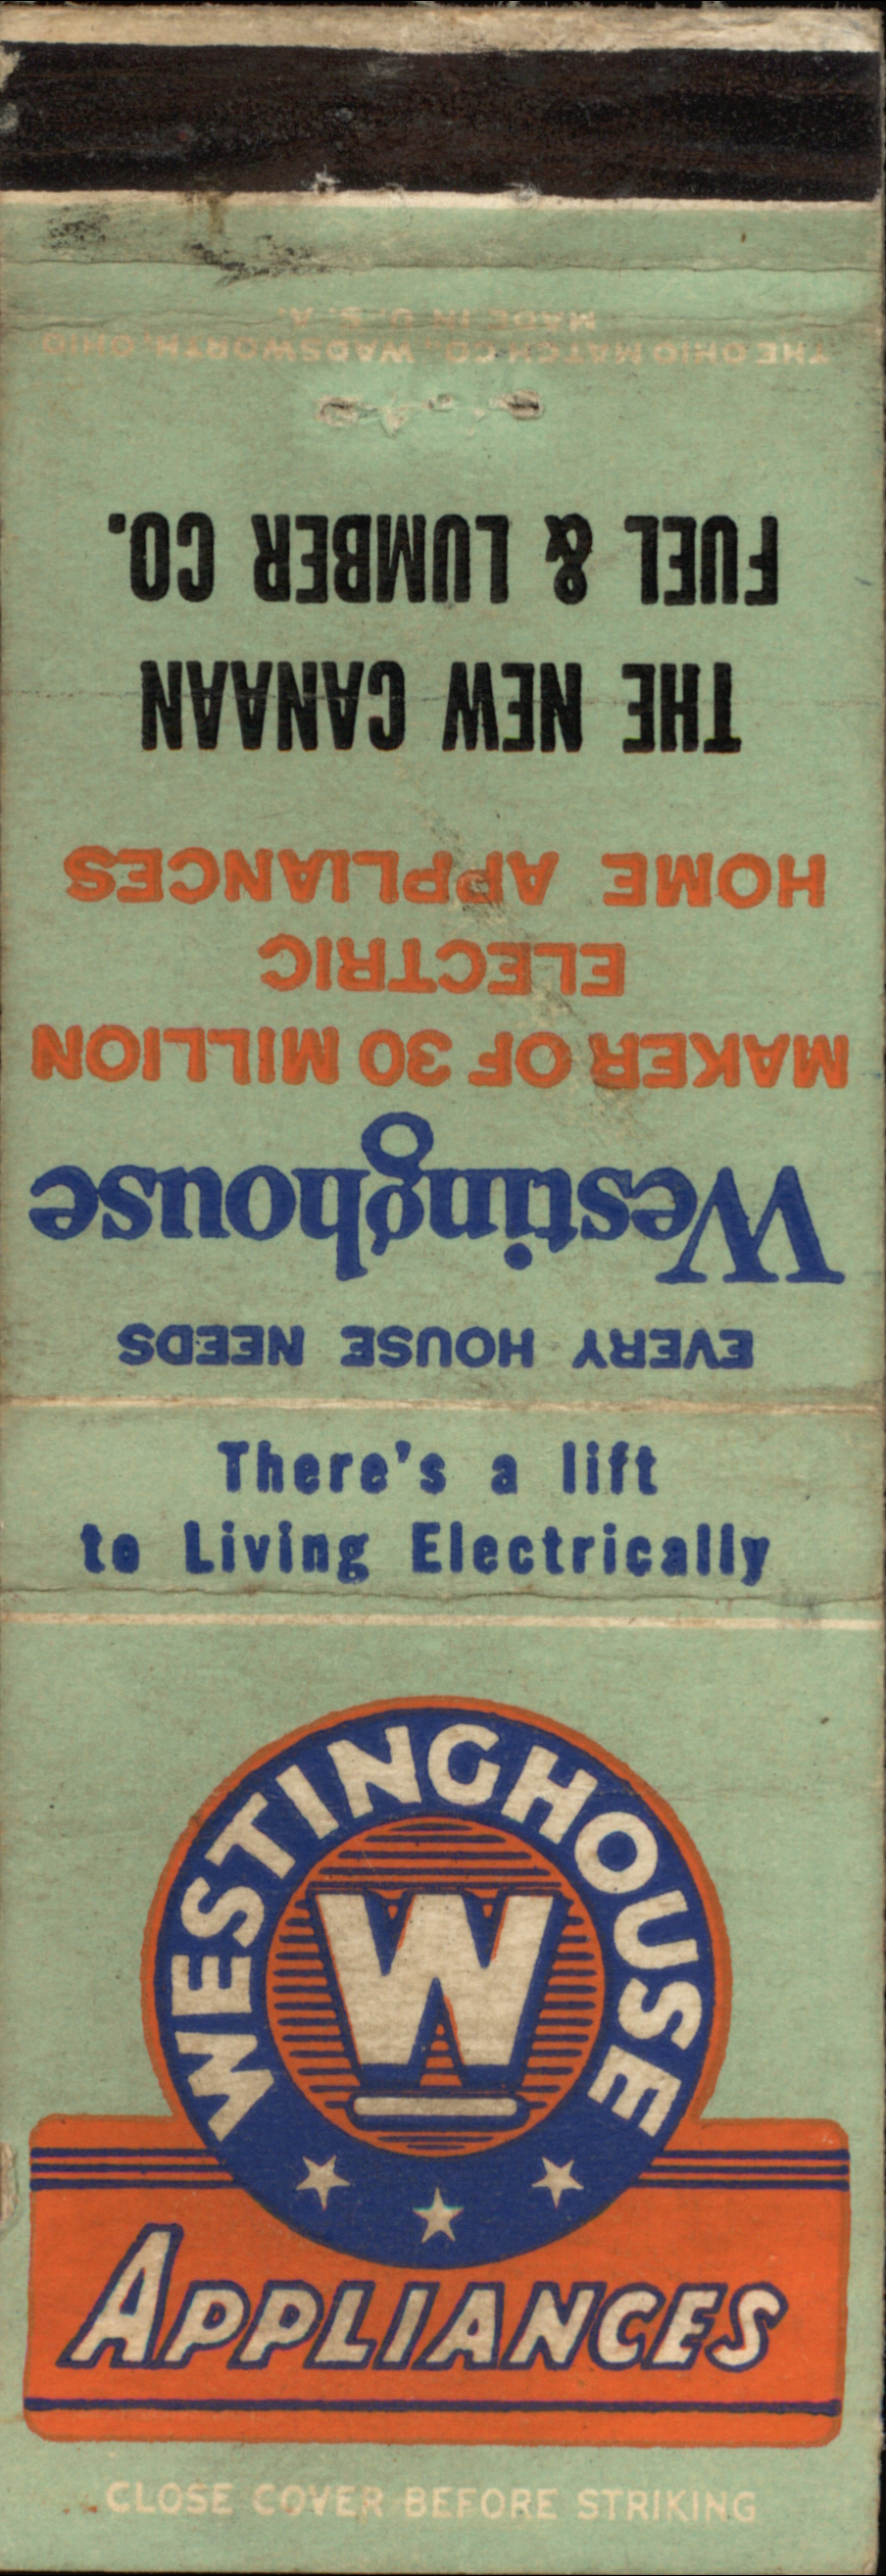 EVERY HOUSE NEEDS
Westinghouse
MAKER OF 30 MILLION
ELECTRIC
HOME APPLIANCES
THE NEW CANAAN
FUEL & LUMBER CO.
THE OHIO MATCH CO., WADSWORTH, OHIO
MADE IN U. S. A.
There's a lift
to Living Electrically
WESTINGHOUSE
W
APPLIANCES
CLOSE COVER BEFORE STRIKING